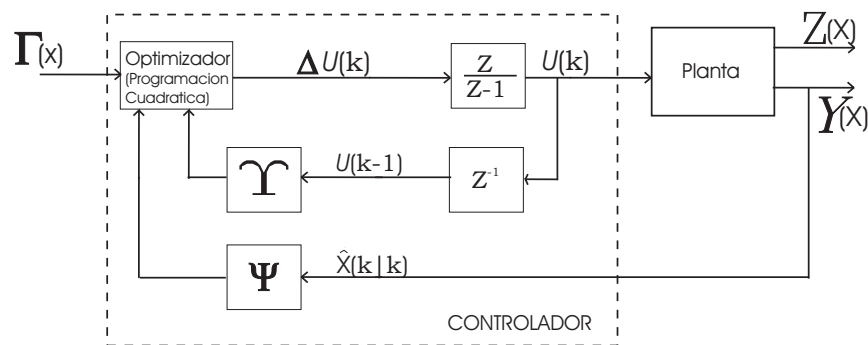 Γ(x)
Optimizador
(Programacion
Cuadratica)
ΔU(k)
Z
Z-1
U(k)
Planta
Z(X)
Y(X)
ϒ
U(k-1)
Z⁻¹
Ψ
X̂(k|k)
CONTROLADOR